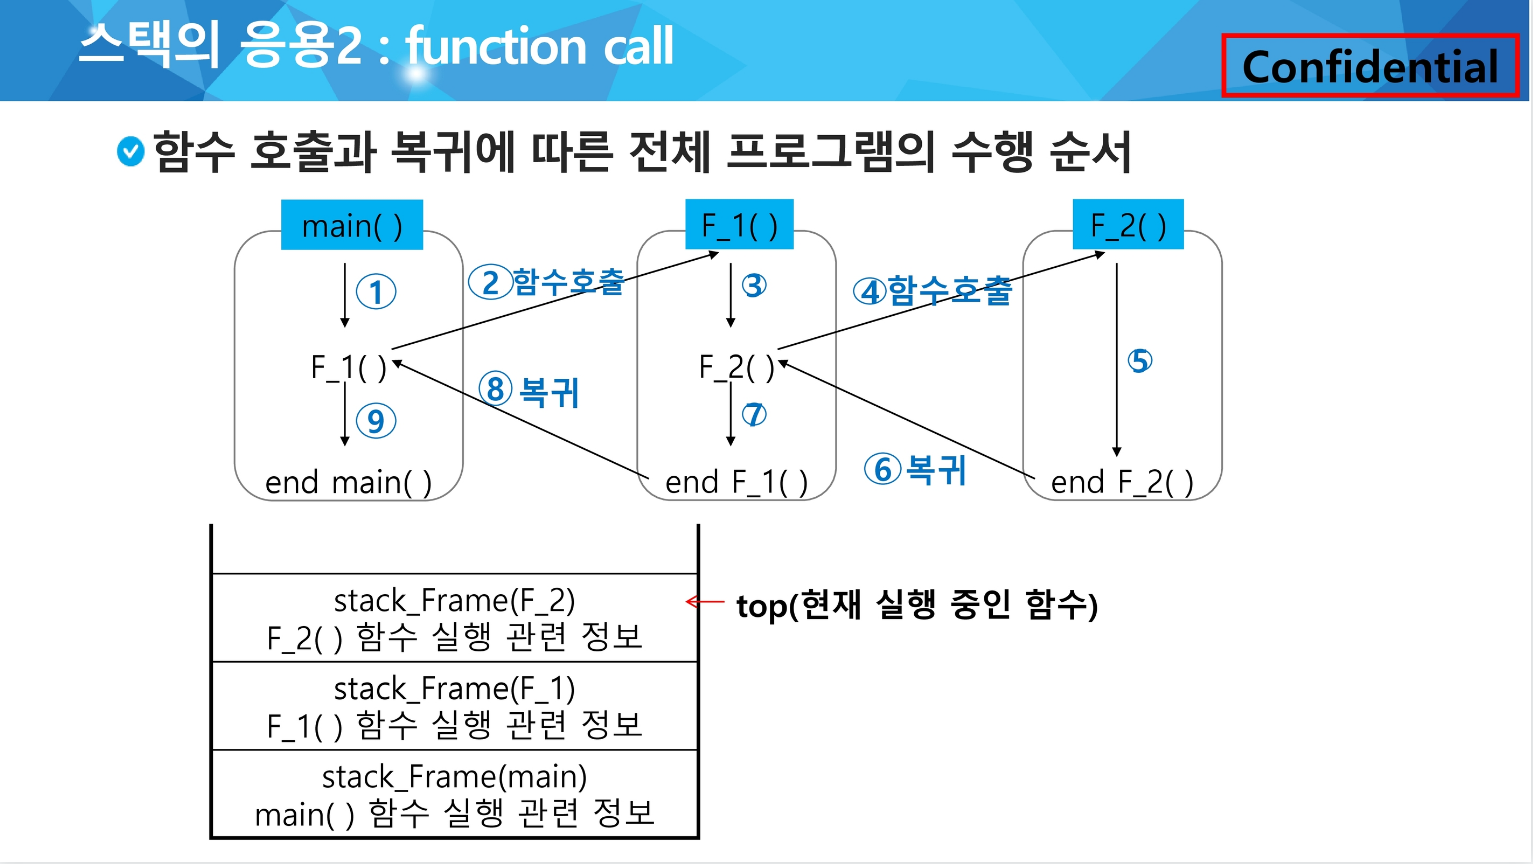 스택의 응용2 : function call
Confidential
함수 호출과 복귀에 따른 전체 프로그램의 수행 순서
main( )
F_1( )
F_2( )
①
②함수호출
③
④함수호출
F_1( )
F_2( )
⑤
⑧ 복귀
⑨
⑦
⑥복귀
end main( )
end F_1( )
end F_2( )
stack_Frame(F_2)
F_2( ) 함수 실행 관련 정보
top(현재 실행 중인 함수)
stack_Frame(F_1)
F_1( ) 함수 실행 관련 정보
stack_Frame(main)
main( ) 함수 실행 관련 정보